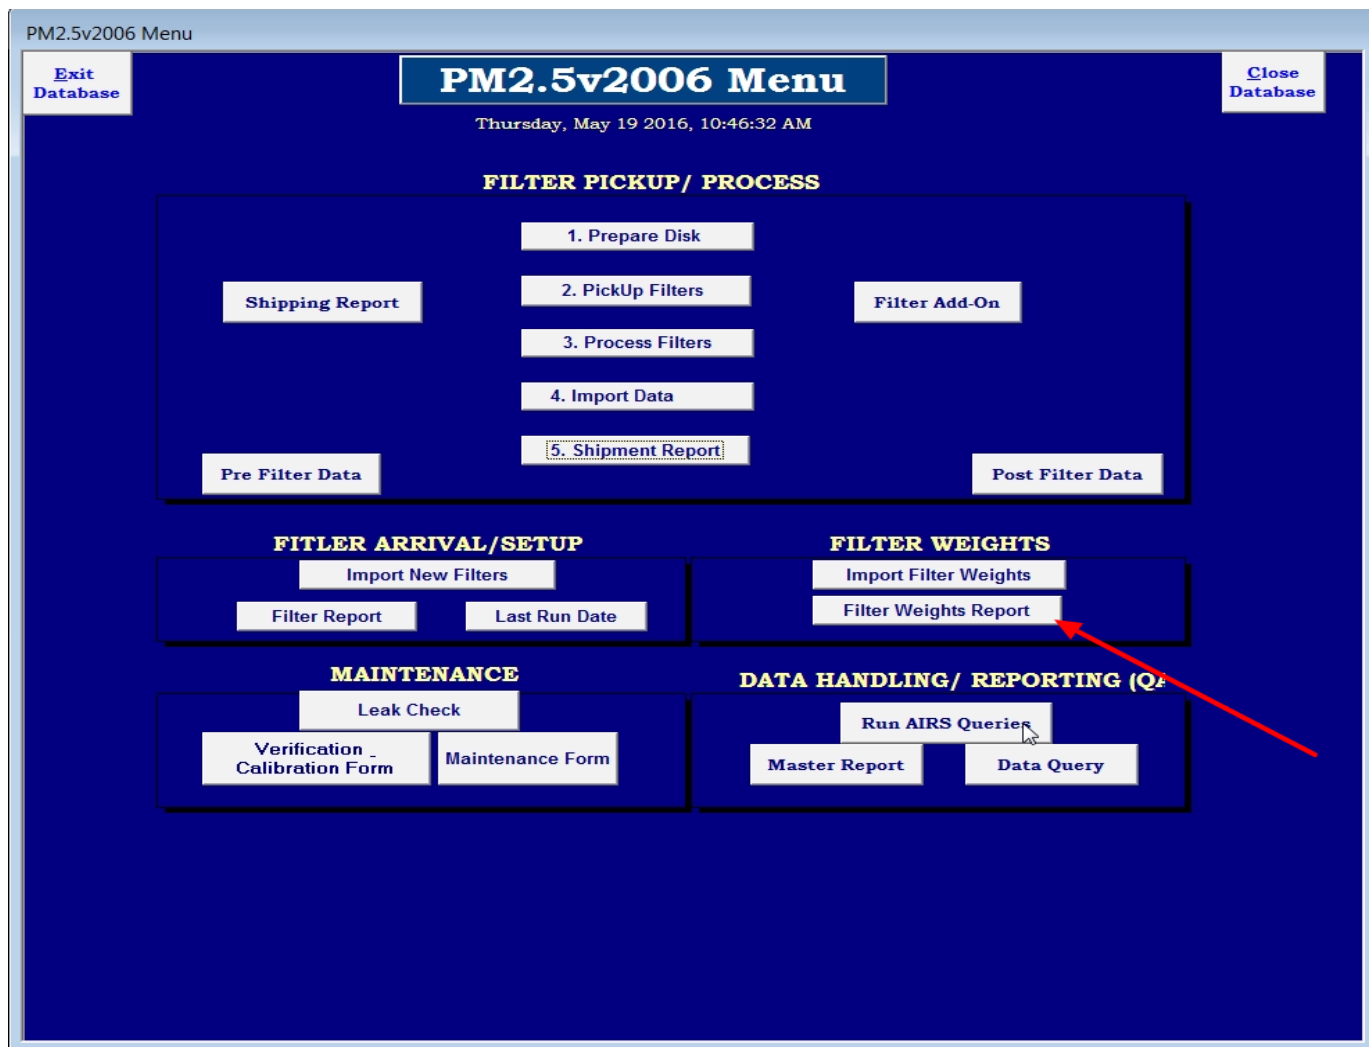 PM2.5v2006 Menu
Exit
Database
PM2.5v2006 Menu
Close
Database
Thursday, May 19 2016, 10:46:32 AM
FILTER PICKUP/ PROCESS
1. Prepare Disk
Shipping Report
2. PickUp Filters
Filter Add-On
3. Process Filters
4. Import Data
5. Shipment Report
Pre Filter Data
Post Filter Data
FITLER ARRIVAL/SETUP
Import New Filters
Filter Report
Last Run Date
FILTER WEIGHTS
Import Filter Weights
Filter Weights Report
MAINTENANCE
Leak Check
Verification -
Calibration Form
Maintenance Form
DATA HANDLING/ REPORTING (QA
Run AIRS Queries
Master Report
Data Query